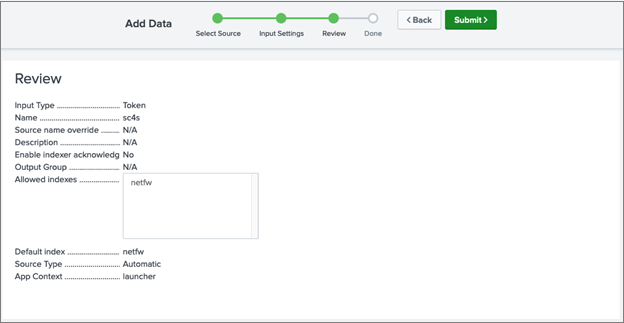 Add Data
Select Source
Input Settings
Review
Done
< Back
Submit >
Review
Input Type ............................... Token
Name ....................................... sc4s
Source name override ......... N/A
Description ............................. N/A
Enable indexer acknowledg No
Output Group ......................... N/A
Allowed indexes ....................
netfw
Default index .......................... netfw
Source Type ........................... Automatic
App Context ........................... launcher